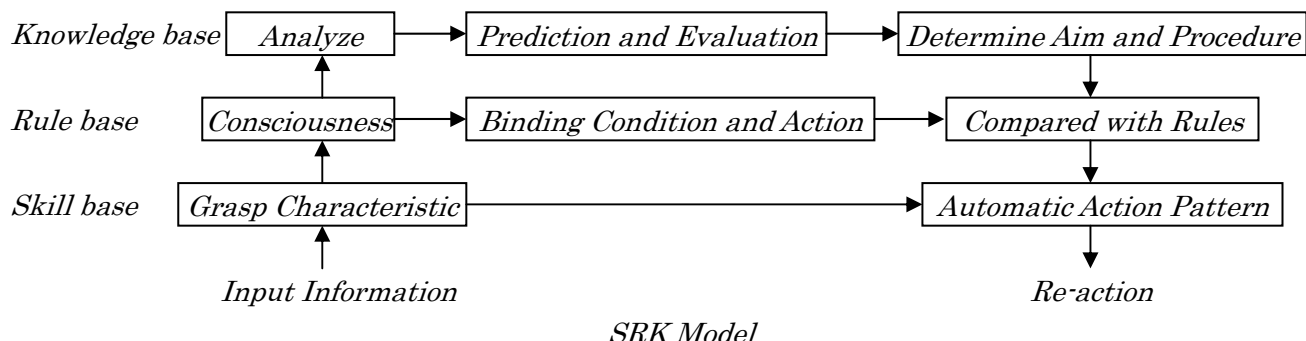 Knowledge base Analyze Prediction and Evaluation Determine Aim and Procedure
Rule base Consciousness Binding Condition and Action Compared with Rules
Skill base Grasp Characteristic Automatic Action Pattern
Input Information Re-action
SRK Model